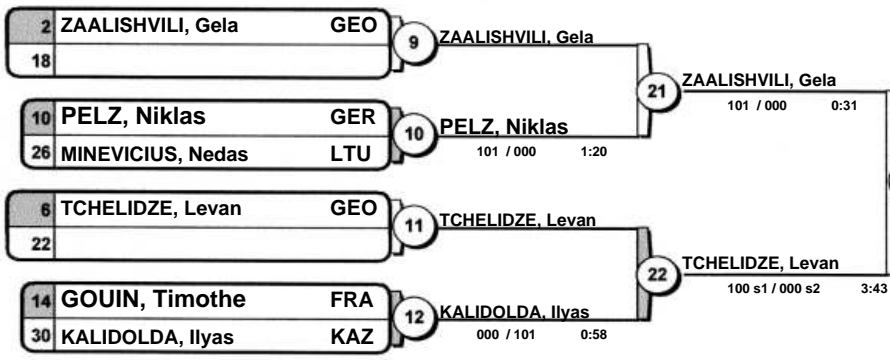 2 ZAALISHVILI, Gela GEO
18
9 ZAALISHVILI, Gela
10 PELZ, Niklas GER
26 MINEVICIUS, Nedas LTU
10 PELZ, Niklas
101 / 000 1:20
21 ZAALISHVILI, Gela
101 / 000 0:31
6 TCHELIDZE, Levan GEO
22
11 TCHELIDZE, Levan
14 GOUIN, Timothe FRA
30 KALIDOLDA, Ilyas KAZ
12 KALIDOLDA, Ilyas
000 / 101 0:58
22 TCHELIDZE, Levan
100 s1 / 000 s2 3:43